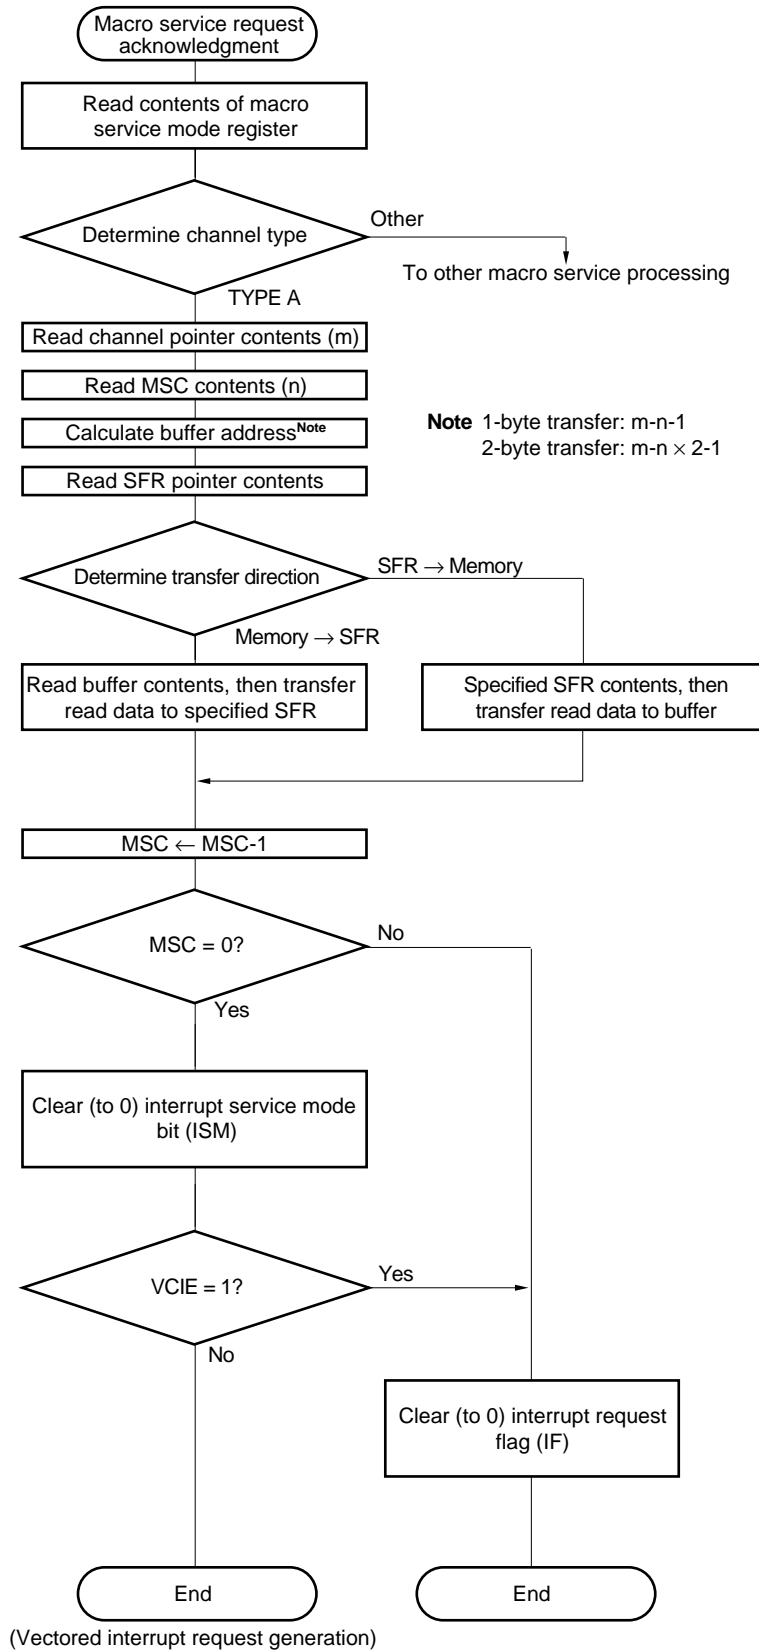 Macro service request
acknowledgment
Read contents of macro
service mode register
Determine channel type
Other
To other macro service processing
TYPE A
Read channel pointer contents (m)
Read MSC contents (n)
Calculate buffer addressNote
Note 1-byte transfer: m-n-1
2-byte transfer: m-n × 2-1
Read SFR pointer contents
Determine transfer direction
SFR → Memory
Memory → SFR
Read buffer contents, then transfer
read data to specified SFR
Specified SFR contents, then
transfer read data to buffer
MSC ← MSC-1
MSC = 0?
No
Yes
Clear (to 0) interrupt service mode
bit (ISM)
VCIE = 1?
Yes
No
Clear (to 0) interrupt request
flag (IF)
End
End
(Vectored interrupt request generation)